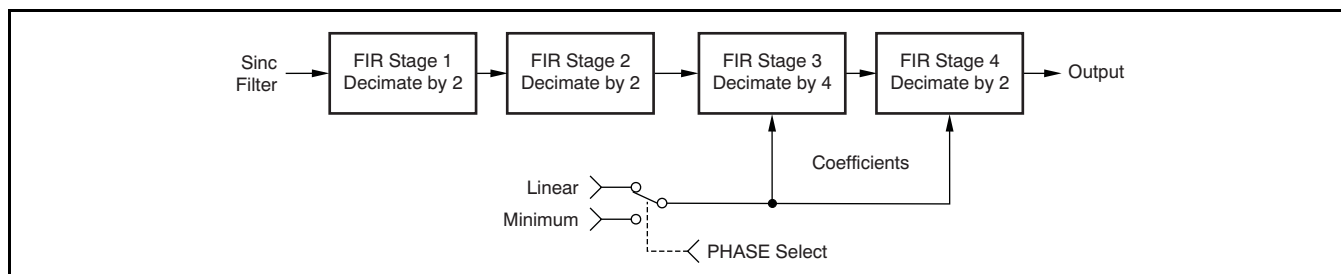 Sinc
Filter
FIR Stage 1
Decimate by 2
FIR Stage 2
Decimate by 2
FIR Stage 3
Decimate by 4
FIR Stage 4
Decimate by 2
Output
Coefficients
Linear
Minimum
PHASE Select